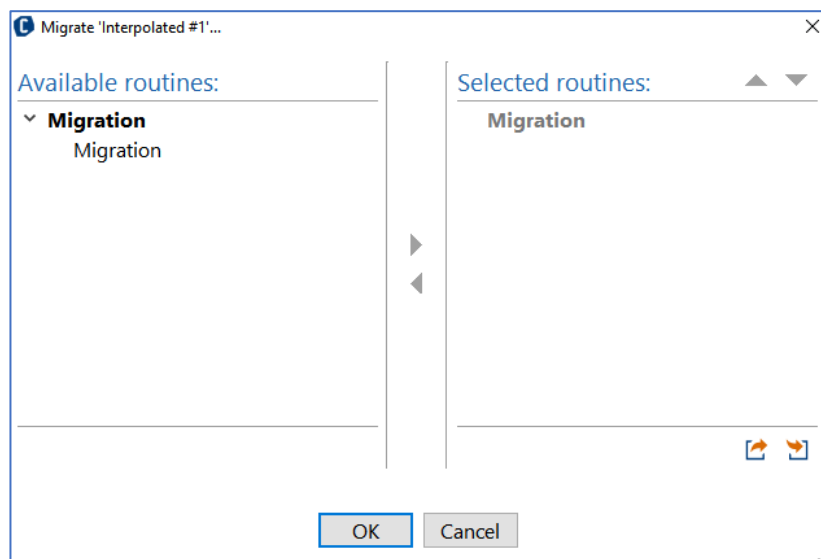 Migrate 'Interpolated #1'...
Available routines:
Migration
Migration
Selected routines:
Migration
OK
Cancel